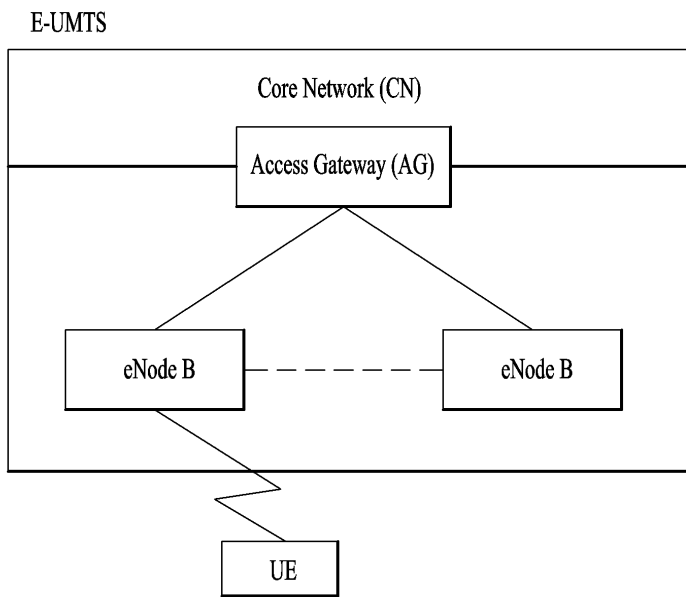 E-UMTS
Core Network (CN)
Access Gateway (AG)
eNode B
eNode B
UE